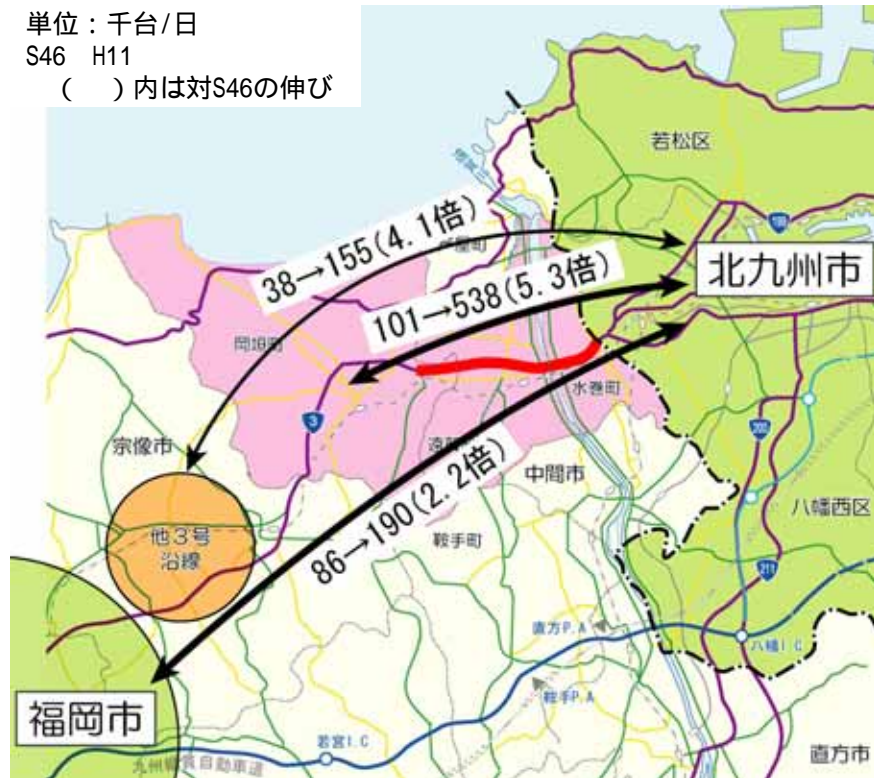 単位：千台/日
S46　H11
(　　)内は対S46の伸び
若松区
199
38→155(4.1倍)
北九州市
101→538(5.3倍)
岡垣町
水巻町
3
200
宗像市
中間市
八幡西区
86→190(2.2倍)
他3号
沿線
鞍手町
211
直方P.A
八幡I.C
鞍手P.A
福岡市
若宮I.C
直方市